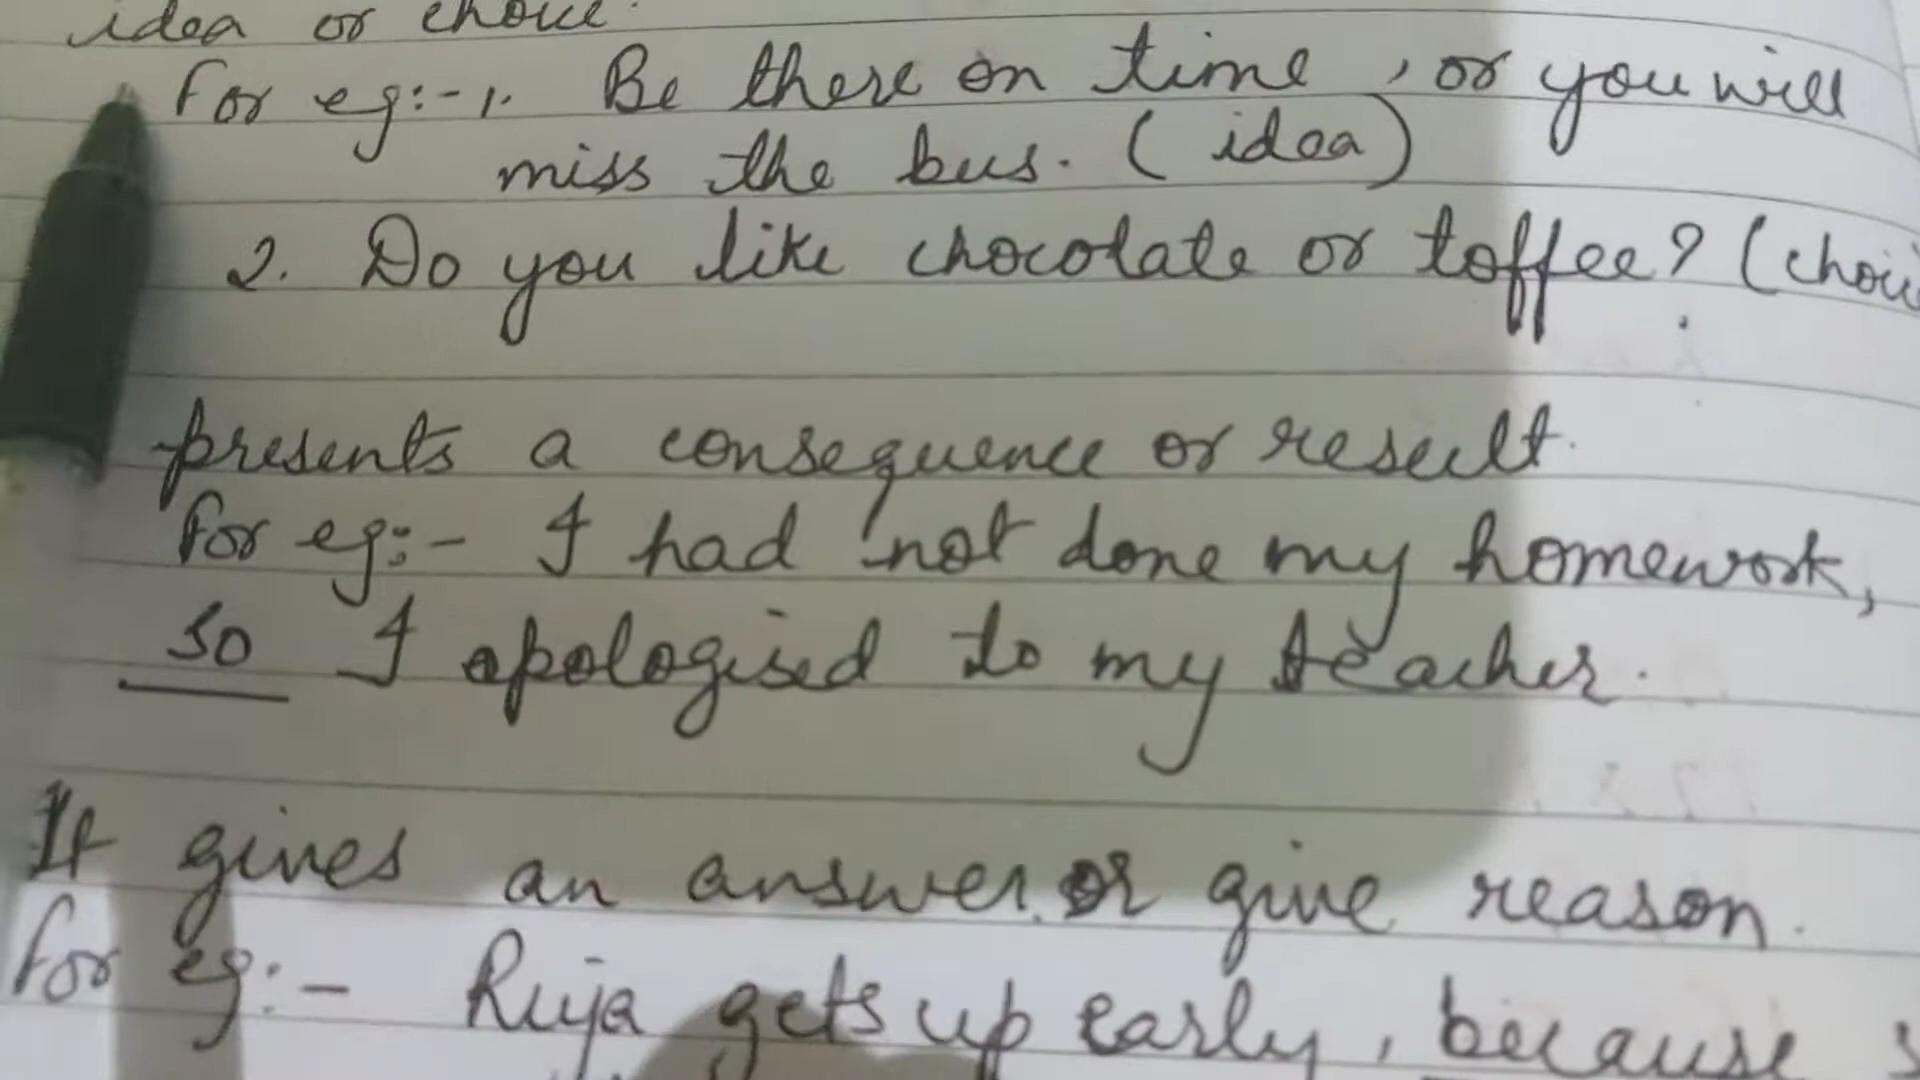 idea or choice.
For eg:-1. Be there on time, or you will
miss the bus. (idea)
2. Do you like chocolate or toffee? (choi
presents a consequence or result.
For eg:- I had not done my homework,
so I apologised to my teacher.
It gives an answer or give reason.
For eg:- Ruja gets up early, because s